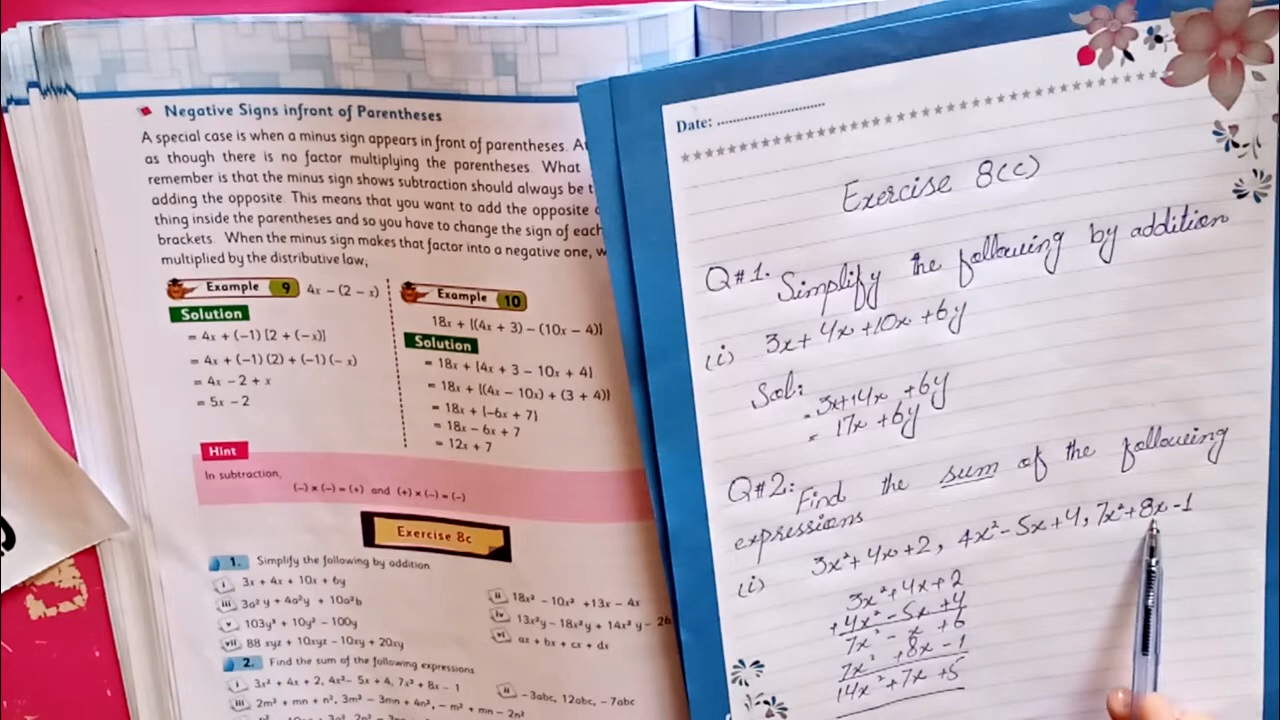 Negative Signs infront of Parentheses
A special case is when a minus sign appears in front of parentheses.
as though there is no factor multiplying the parentheses. What
remember is that the minus sign shows subtraction should always be
adding the opposite. This means that you want to add the opposite
thing inside the parentheses and so you have to change the sign of each
brackets. When the minus sign makes that factor into a negative one,
multiplied by the distributive law;
Example 9 4x – (2 – x)
Solution
= 4x + (–1) [2 + (–x)]
= 4x + (–1) (2) + (–1) (– x)
= 4x – 2 + x
= 5x – 2
Example 10
18x + {(4x + 3) – (10x – 4)}
Solution
= 18x + {4x + 3 – 10x + 4}
= 18x + {(4x – 10x) + (3 + 4)}
= 18x + {–6x + 7}
= 18x – 6x + 7
= 12x + 7
Hint
In subtraction,
(–) × (–) = (+) and (+) × (–) = (–)
Exercise 8c
1. Simplify the following by addition
i 3x + 4x + 10x + 6y
ii 18x² – 10x² + 13x – 4x
iii 3a²y + 4a²y + 10a²b
iv 13x²y – 18x²y + 14x²y – 26
v 103y³ + 10y³ – 100y
vi ax + bx + cx + dx
vii 88 xyz + 10xyz – 10xy + 20xy
2. Find the sum of the following expressions
i 3x² + 4x + 2, 4x² – 5x + 4, 7x² + 8x – 1
ii – 3abc, 12abc, – 7abc
iii 2m² + mn + n², 3m² – 3mn + 4n², – m² + mn – 2n²
Date:
Exercise 8(c)
Q#1. Simplify the following by addition
(i) 3x + 4x + 10x + 6y
Sol:
= 3x+14x + 6y
= 17x + 6y
Q#2: Find the sum of the following
expressions
(i) 3x² + 4x + 2, 4x² - 5x + 4, 7x² + 8x - 1
3x² + 4x + 2
+ 4x² - 5x + 4
7x² - x + 6
7x² + 8x - 1
14x² + 7x + 5